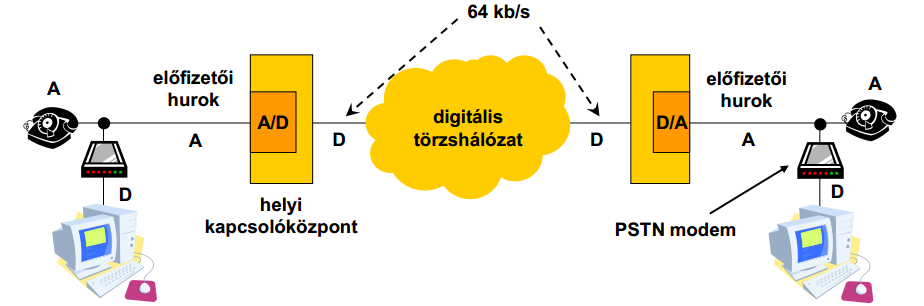 64 kb/s
A
előfizetői
hurok
A
A/D
D
digitális
törzshálózat
D
D/A
előfizetői
hurok
A
A
D
helyi
kapcsolóközpont
PSTN modem
D